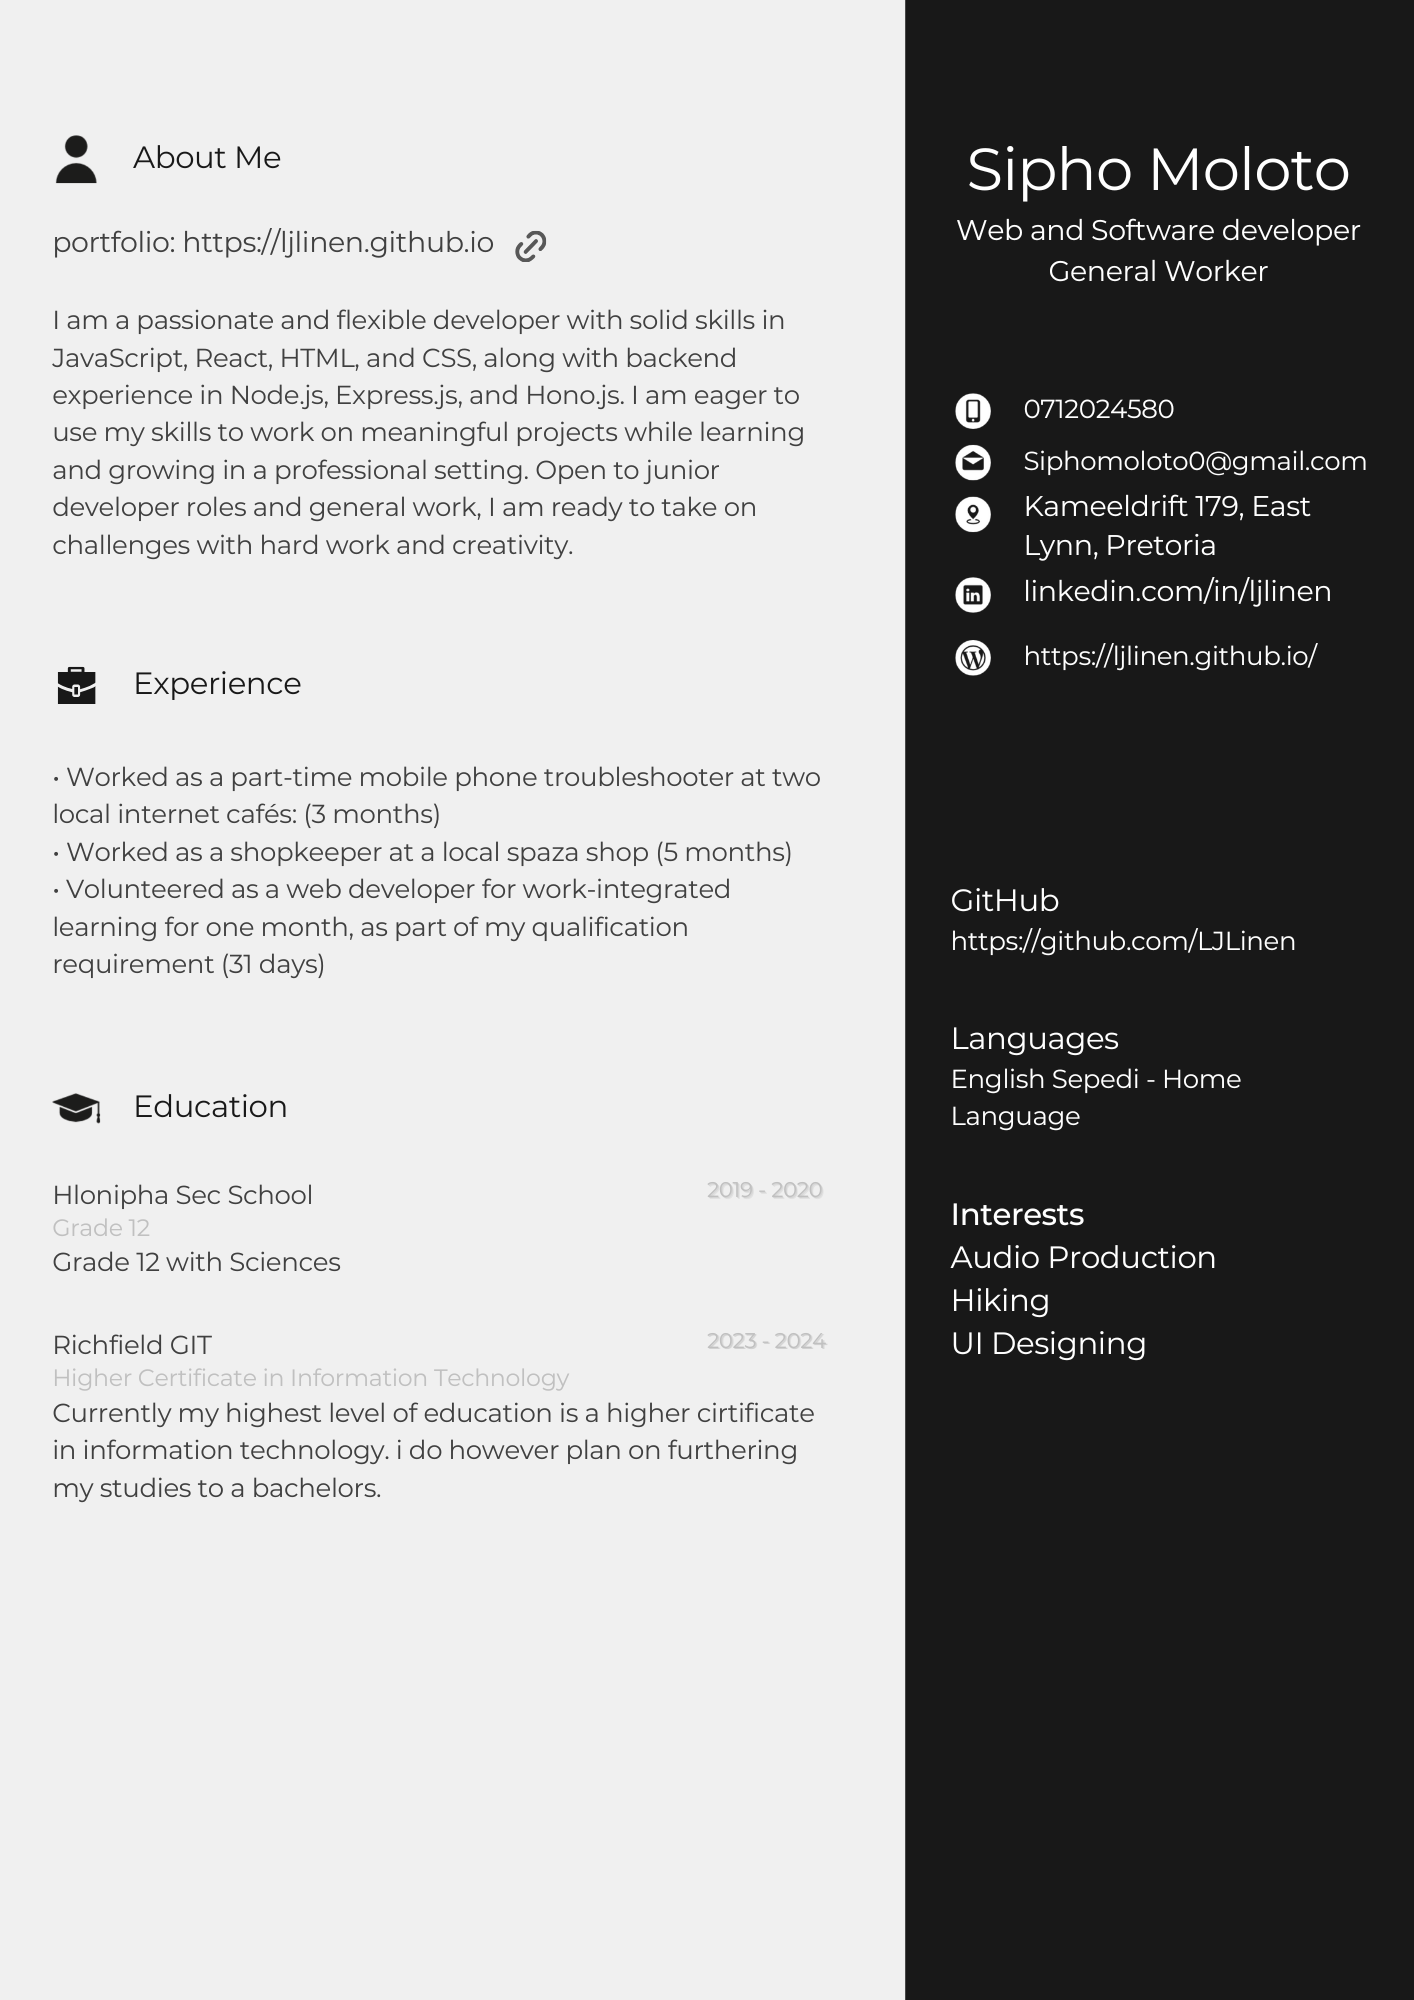 About Me
portfolio: https://ljlinen.github.io
I am a passionate and flexible developer with solid skills in
JavaScript, React, HTML, and CSS, along with backend
experience in Node.js, Express.js, and Hono.js. I am eager to
use my skills to work on meaningful projects while learning
and growing in a professional setting. Open to junior
developer roles and general work, I am ready to take on
challenges with hard work and creativity.
Experience
• Worked as a part-time mobile phone troubleshooter at two
local internet cafés: (3 months)
• Worked as a shopkeeper at a local spaza shop (5 months)
• Volunteered as a web developer for work-integrated
learning for one month, as part of my qualification
requirement (31 days)
Education
Hlonipha Sec School
2019 - 2020
Grade 12
Grade 12 with Sciences
Richfield GIT
2023 - 2024
Higher Certificate in Information Technology
Currently my highest level of education is a higher cirtificate
in information technology. i do however plan on furthering
my studies to a bachelors.
Sipho Moloto
Web and Software developer
General Worker
0712024580
Siphomoloto0@gmail.com
Kameeldrift 179, East
Lynn, Pretoria
linkedin.com/in/ljlinen
https://ljlinen.github.io/
GitHub
https://github.com/LJLinen
Languages
English Sepedi - Home
Language
Interests
Audio Production
Hiking
UI Designing